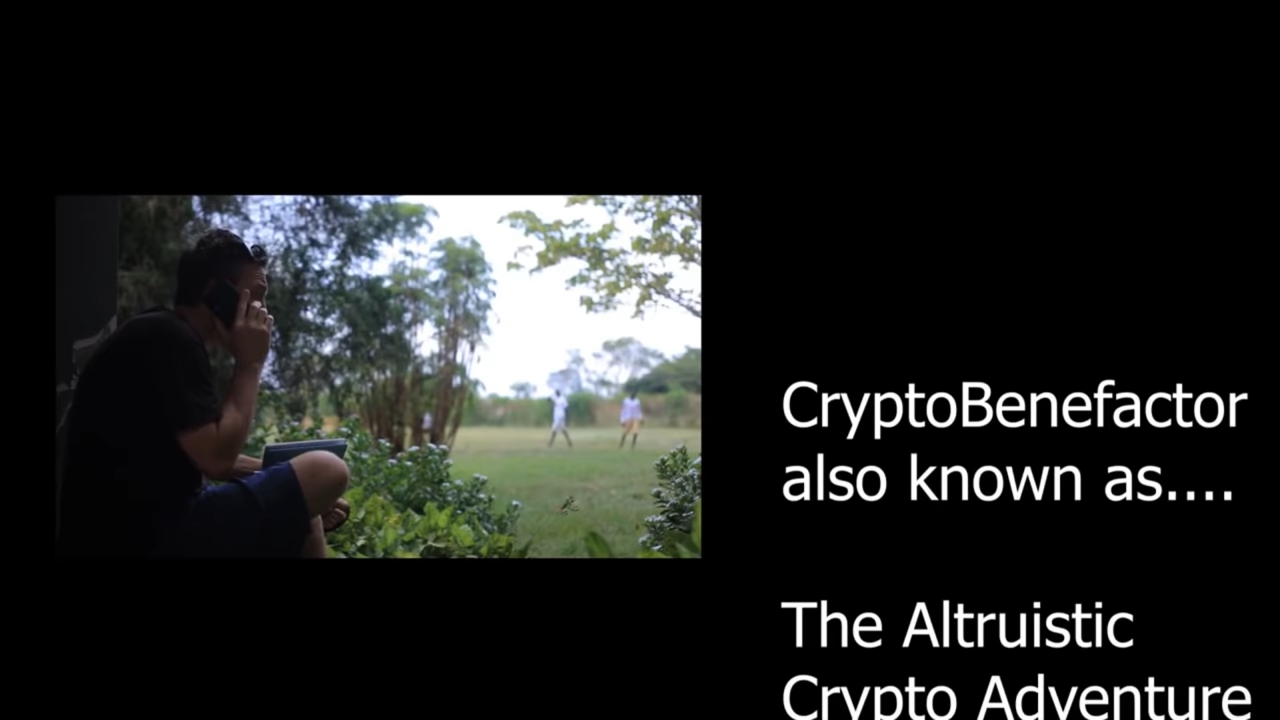 CryptoBenefactor
also known as....
The Altruistic
Crypto Adventure